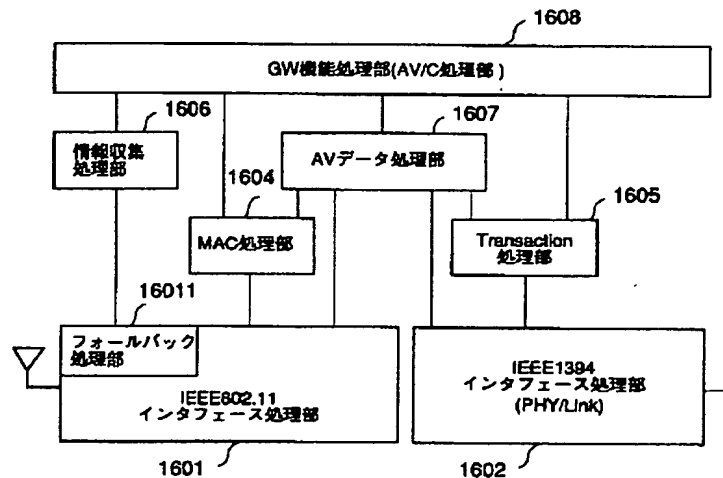 1608
GW機能処理部(AV/C処理部)
1606
1607
情報収集
処理部
AVデータ処理部
1604
1605
MAC処理部
Transaction
処理部
16011
フォールバック
処理部
IEEE802.11
インタフェース処理部
IEEE1394
インタフェース処理部
(PHY/Link)
1601
1602